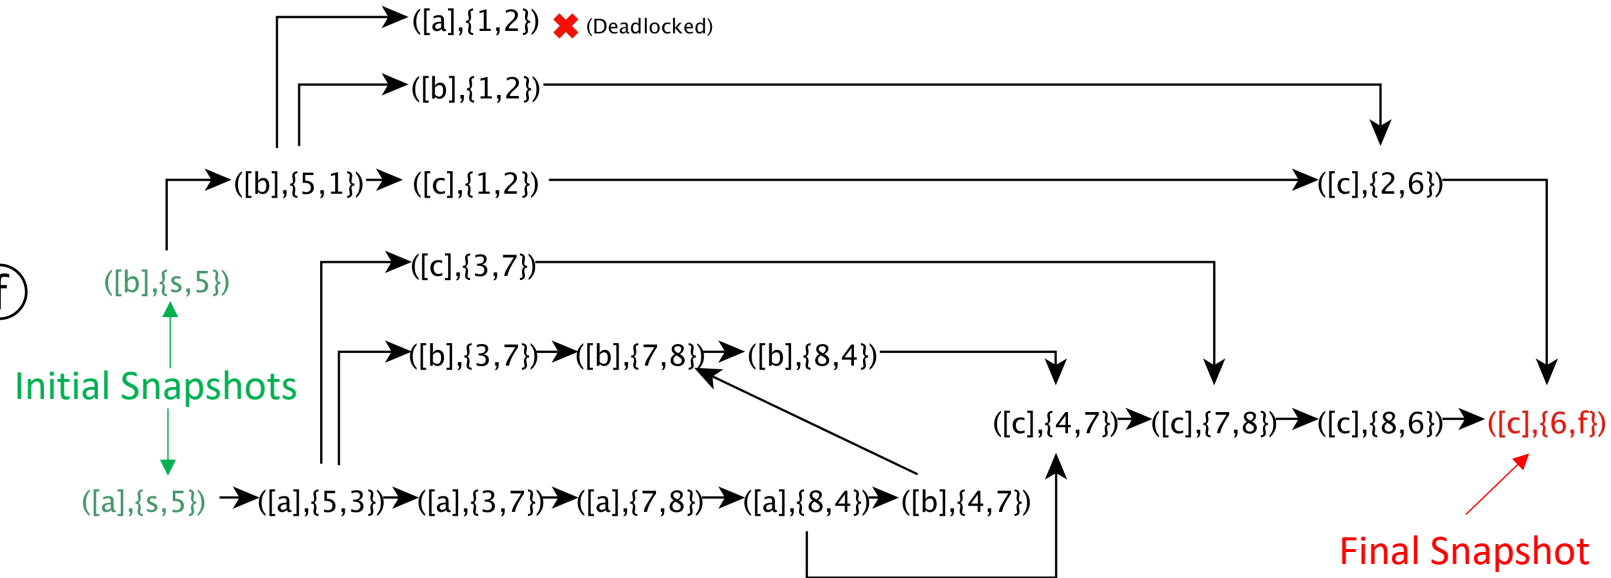 ([a],{1,2}) ✖ (Deadlocked)
([b],{1,2})
([b],{5,1}) ([c],{1,2}) ([c],{2,6})
([c],{3,7})
([b],{s,5})
f
([b],{3,7}) ([b],{7,8}) ([b],{8,4})
Initial Snapshots
([c],{4,7}) ([c],{7,8}) ([c],{8,6}) ([c],{6,f})
([a],{s,5}) ([a],{5,3}) ([a],{3,7}) ([a],{7,8}) ([a],{8,4}) ([b],{4,7})
Final Snapshot